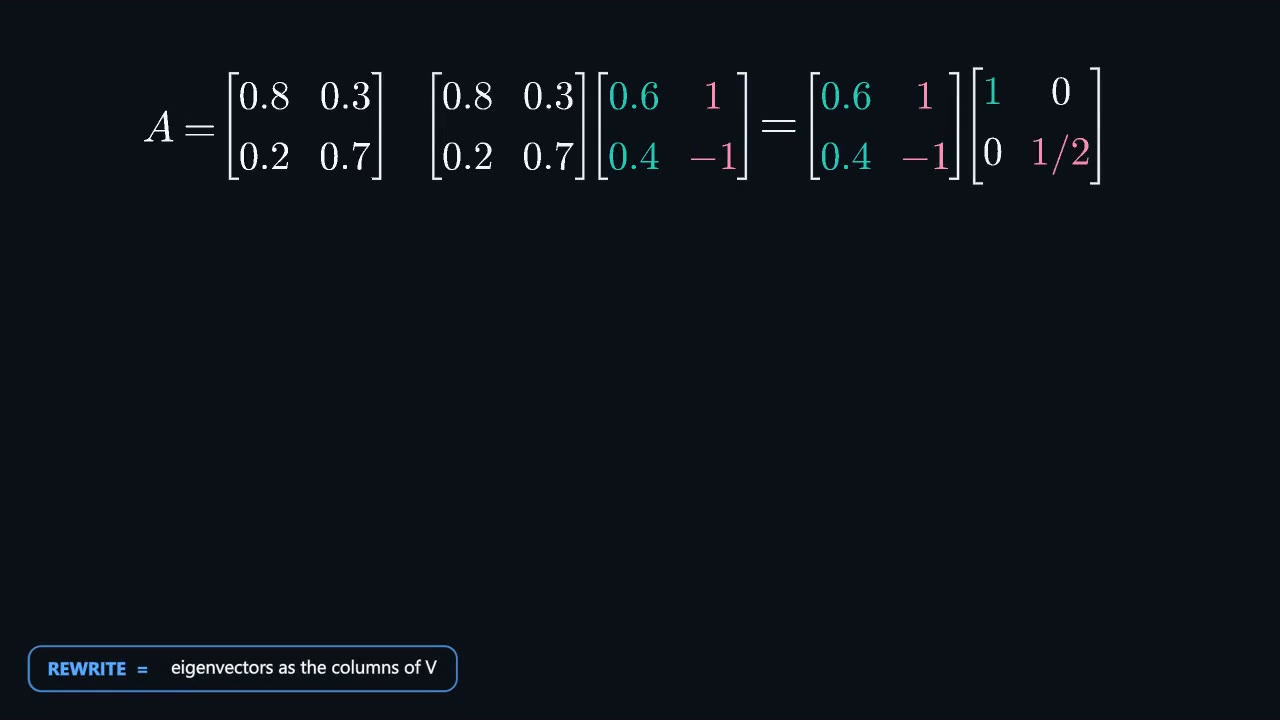 A = [0.8 0.3 [0.8 0.3 [0.6 1 = [0.6 1 [1 0
0.2 0.7] 0.2 0.7] 0.4 −1] 0.4 −1] 0 1/2]
REWRITE = eigenvectors as the columns of V